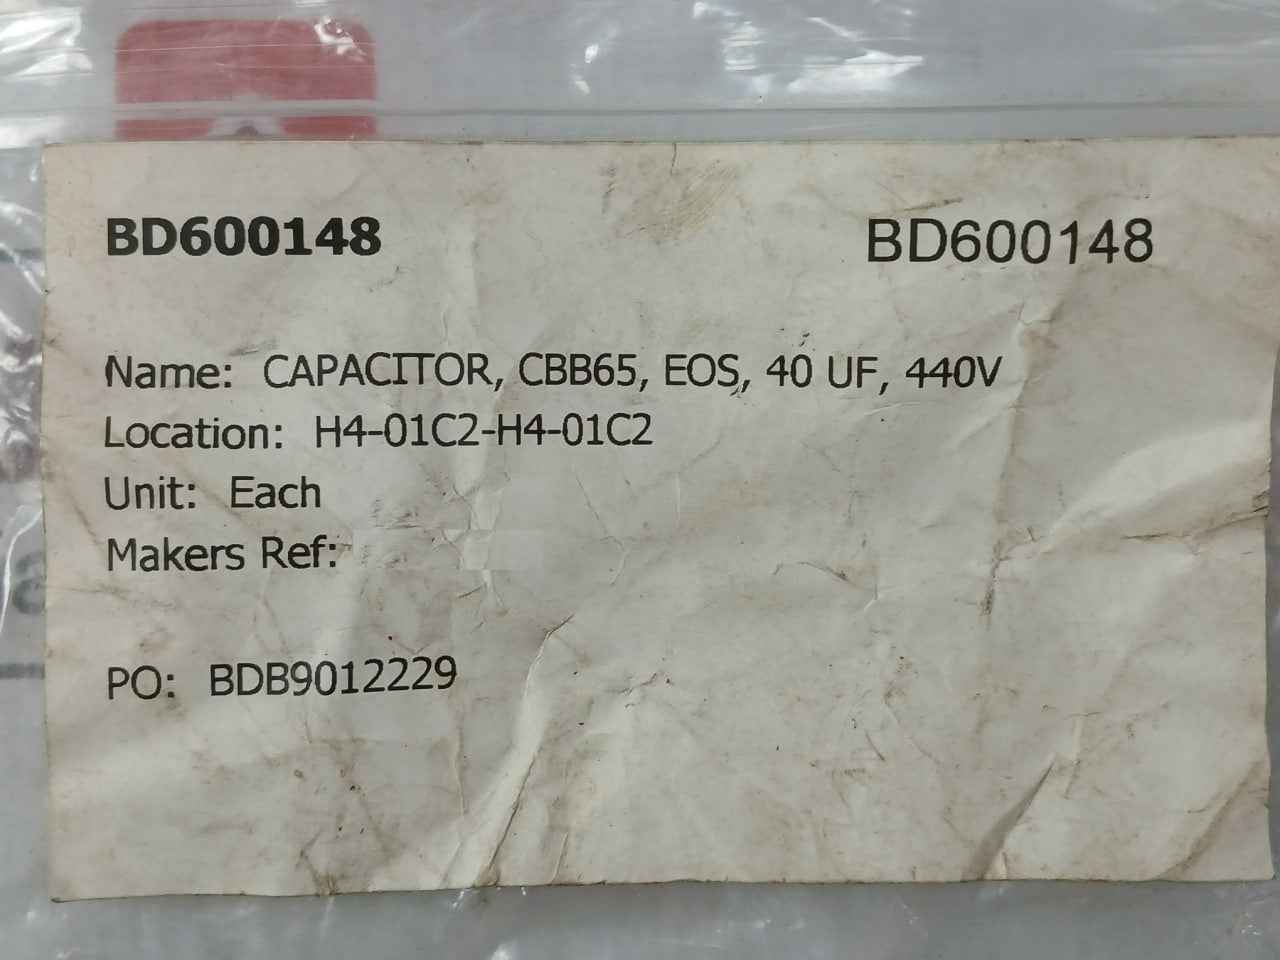 BD600148 BD600148
Name: CAPACITOR, CBB65, EOS, 40 UF, 440V
Location: H4-01C2-H4-01C2
Unit: Each
Makers Ref:
PO: BDB9012229